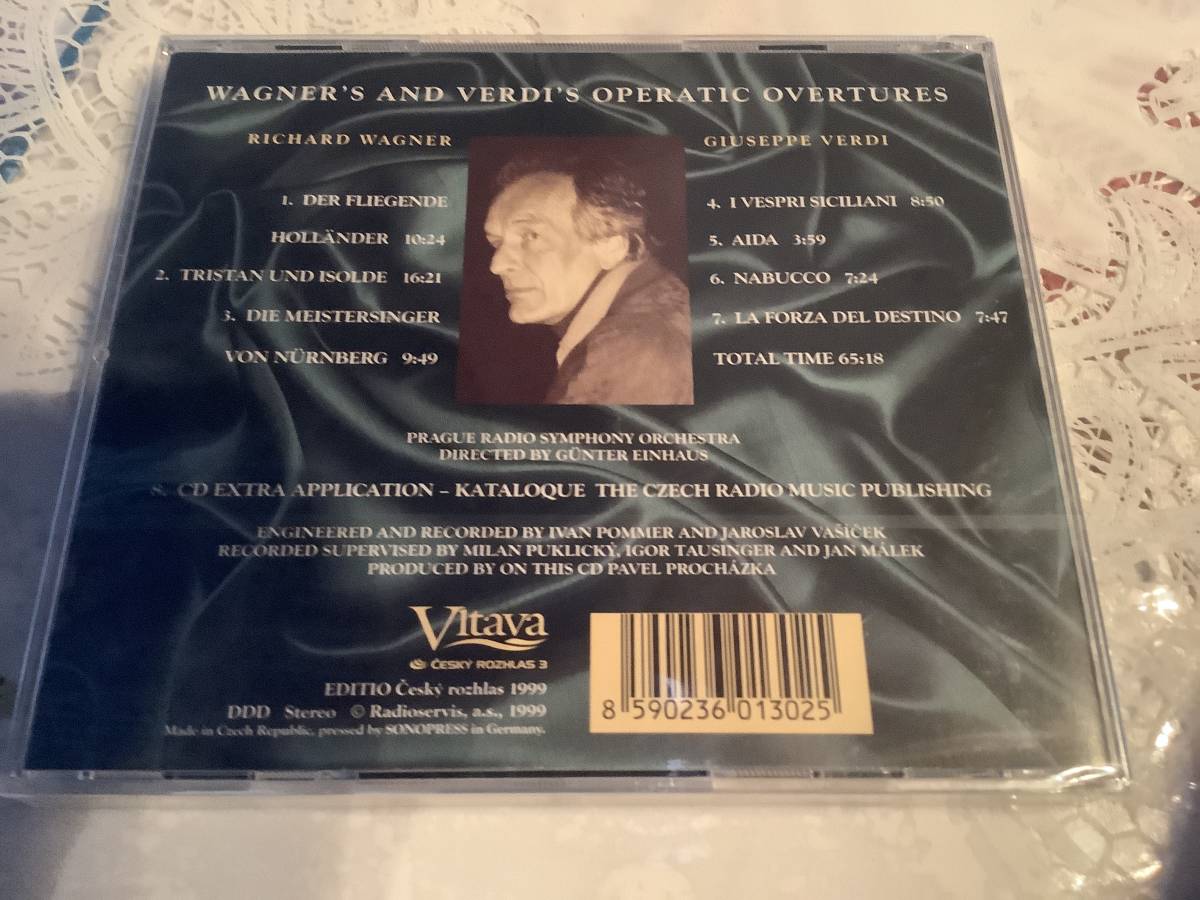 WAGNER'S AND VERDI'S OPERATIC OVERTURES
RICHARD WAGNER
1. DER FLIEGENDE
HOLLÄNDER 10:24
2. TRISTAN UND ISOLDE 16:21
3. DIE MEISTERSINGER
VON NÜRNBERG 9:49
GIUSEPPE VERDI
4. I VESPRI SICILIANI 8:50
5. AIDA 3:59
6. NABUCCO 7:24
7. LA FORZA DEL DESTINO 7:47
TOTAL TIME 65:18
PRAGUE RADIO SYMPHONY ORCHESTRA
DIRECTED BY GÜNTER EINHAUS
8. CD EXTRA APPLICATION – KATALOQUE THE CZECH RADIO MUSIC PUBLISHING
ENGINEERED AND RECORDED BY IVAN POMMER AND JAROSLAV VAŠÍČEK
RECORDED SUPERVISED BY MILAN PUKLICKÝ, IGOR TAUSINGER AND JAN MÁLEK
PRODUCED BY ON THIS CD PAVEL PROCHÁZKA
Vltava
ČESKÝ ROZHLAS 3
EDITIO Český rozhlas 1999
DDD Stereo © Radioservis, a.s., 1999
Made in Czech Republic, pressed by SONOPRESS in Germany.
8 590236 013025